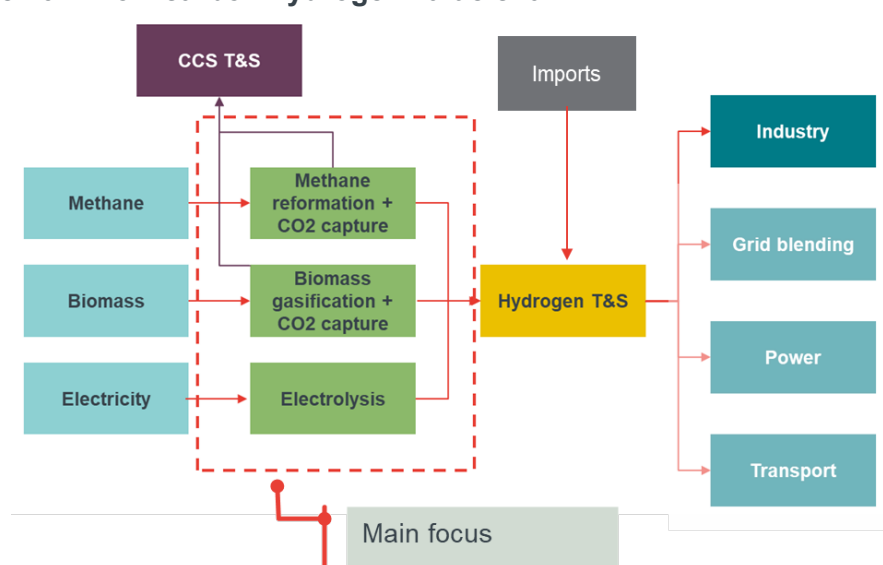 CCS T&S
Imports
Industry
Methane
Methane
reformation +
CO2 capture
Grid blending
Biomass
Biomass
gasification +
CO2 capture
Hydrogen T&S
Power
Electricity
Electrolysis
Transport
Main focus